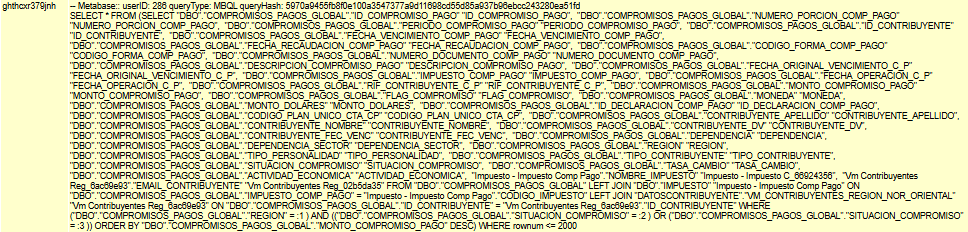 ghthcxr379jnh -- Metabase:: userID: 286 queryType: MBQL queryHash: 5970a9455fb8f0e100a3547377a9d11698cd55d85a937b96ebcc243280ea51fd
SELECT * FROM (SELECT "DBO"."COMPROMISOS_PAGOS_GLOBAL"."ID_COMPROMISO_PAGO" "ID_COMPROMISO_PAGO", "DBO"."COMPROMISOS_PAGOS_GLOBAL"."NUMERO_PORCION_COMP_PAGO"
"NUMERO_PORCION_COMP_PAGO", "DBO"."COMPROMISOS_PAGOS_GLOBAL"."PERIODO_COMPROMISO_PAGO" "PERIODO_COMPROMISO_PAGO", "DBO"."COMPROMISOS_PAGOS_GLOBAL"."ID_CONTRIBUYENTE"
"ID_CONTRIBUYENTE", "DBO"."COMPROMISOS_PAGOS_GLOBAL"."FECHA_VENCIMIENTO_COMP_PAGO" "FECHA_VENCIMIENTO_COMP_PAGO",
"DBO"."COMPROMISOS_PAGOS_GLOBAL"."FECHA_RECAUDACION_COMP_PAGO" "FECHA_RECAUDACION_COMP_PAGO", "DBO"."COMPROMISOS_PAGOS_GLOBAL"."CODIGO_FORMA_COMP_PAGO"
"CODIGO_FORMA_COMP_PAGO", "DBO"."COMPROMISOS_PAGOS_GLOBAL"."NUMERO_DOCUMENTO_COMP_PAGO" "NUMERO_DOCUMENTO_COMP_PAGO",
"DBO"."COMPROMISOS_PAGOS_GLOBAL"."DESCRIPCION_COMPROMISO_PAGO" "DESCRIPCION_COMPROMISO_PAGO", "DBO"."COMPROMISOS_PAGOS_GLOBAL"."FECHA_ORIGINAL_VENCIMIENTO_C_P"
"FECHA_ORIGINAL_VENCIMIENTO_C_P", "DBO"."COMPROMISOS_PAGOS_GLOBAL"."IMPUESTO_COMP_PAGO" "IMPUESTO_COMP_PAGO", "DBO"."COMPROMISOS_PAGOS_GLOBAL"."FECHA_OPERACION_C_P"
"FECHA_OPERACION_C_P", "DBO"."COMPROMISOS_PAGOS_GLOBAL"."RIF_CONTRIBUYENTE_C_P" "RIF_CONTRIBUYENTE_C_P", "DBO"."COMPROMISOS_PAGOS_GLOBAL"."MONTO_COMPROMISO_PAGO"
"MONTO_COMPROMISO_PAGO", "DBO"."COMPROMISOS_PAGOS_GLOBAL"."FLAG_COMPROMISO" "FLAG_COMPROMISO", "DBO"."COMPROMISOS_PAGOS_GLOBAL"."MONEDA" "MONEDA",
"DBO"."COMPROMISOS_PAGOS_GLOBAL"."MONTO_DOLARES" "MONTO_DOLARES", "DBO"."COMPROMISOS_PAGOS_GLOBAL"."ID_DECLARACION_COMP_PAGO" "ID_DECLARACION_COMP_PAGO",
"DBO"."COMPROMISOS_PAGOS_GLOBAL"."CODIGO_PLAN_UNICO_CTA_CP" "CODIGO_PLAN_UNICO_CTA_CP", "DBO"."COMPROMISOS_PAGOS_GLOBAL"."CONTRIBUYENTE_APELLIDO" "CONTRIBUYENTE_APELLIDO",
"DBO"."COMPROMISOS_PAGOS_GLOBAL"."CONTRIBUYENTE_NOMBRE" "CONTRIBUYENTE_NOMBRE", "DBO"."COMPROMISOS_PAGOS_GLOBAL"."CONTRIBUYENTE_DV" "CONTRIBUYENTE_DV",
"DBO"."COMPROMISOS_PAGOS_GLOBAL"."CONTRIBUYENTE_FEC_VENC" "CONTRIBUYENTE_FEC_VENC", "DBO"."COMPROMISOS_PAGOS_GLOBAL"."DEPENDENCIA" "DEPENDENCIA",
"DBO"."COMPROMISOS_PAGOS_GLOBAL"."DEPENDENCIA_SECTOR" "DEPENDENCIA_SECTOR", "DBO"."COMPROMISOS_PAGOS_GLOBAL"."REGION" "REGION",
"DBO"."COMPROMISOS_PAGOS_GLOBAL"."TIPO_PERSONALIDAD" "TIPO_PERSONALIDAD", "DBO"."COMPROMISOS_PAGOS_GLOBAL"."TIPO_CONTRIBUYENTE" "TIPO_CONTRIBUYENTE",
"DBO"."COMPROMISOS_PAGOS_GLOBAL"."SITUACION_COMPROMISO" "SITUACION_COMPROMISO", "DBO"."COMPROMISOS_PAGOS_GLOBAL"."TASA_CAMBIO" "TASA_CAMBIO",
"DBO"."COMPROMISOS_PAGOS_GLOBAL"."ACTIVIDAD_ECONOMICA" "ACTIVIDAD_ECONOMICA", "Impuesto - Impuesto Comp Pago"."NOMBRE_IMPUESTO" "Impuesto - Impuesto C_66924356", "Vm Contribuyentes
Reg_6ac69e93"."EMAIL_CONTRIBUYENTE" "Vm Contribuyentes Reg_02b5da35" FROM "DBO"."COMPROMISOS_PAGOS_GLOBAL" LEFT JOIN "DBO"."IMPUESTO" "Impuesto - Impuesto Comp Pago" ON
"DBO"."COMPROMISOS_PAGOS_GLOBAL"."IMPUESTO_COMP_PAGO" = "Impuesto - Impuesto Comp Pago"."CODIGO_IMPUESTO" LEFT JOIN "DATOSCONTRIBUYENTE"."VM_CONTRIBUYENTES_REGION_NOR_ORIENTAL"
"Vm Contribuyentes Reg_6ac69e93" ON "DBO"."COMPROMISOS_PAGOS_GLOBAL"."ID_CONTRIBUYENTE" = "Vm Contribuyentes Reg_6ac69e93"."ID_CONTRIBUYENTE" WHERE
("DBO"."COMPROMISOS_PAGOS_GLOBAL"."REGION" = :1 ) AND (("DBO"."COMPROMISOS_PAGOS_GLOBAL"."SITUACION_COMPROMISO" = :2 ) OR ("DBO"."COMPROMISOS_PAGOS_GLOBAL"."SITUACION_COMPROMISO"
= :3 )) ORDER BY "DBO"."COMPROMISOS_PAGOS_GLOBAL"."MONTO_COMPROMISO_PAGO" DESC) WHERE rownum <= 2000